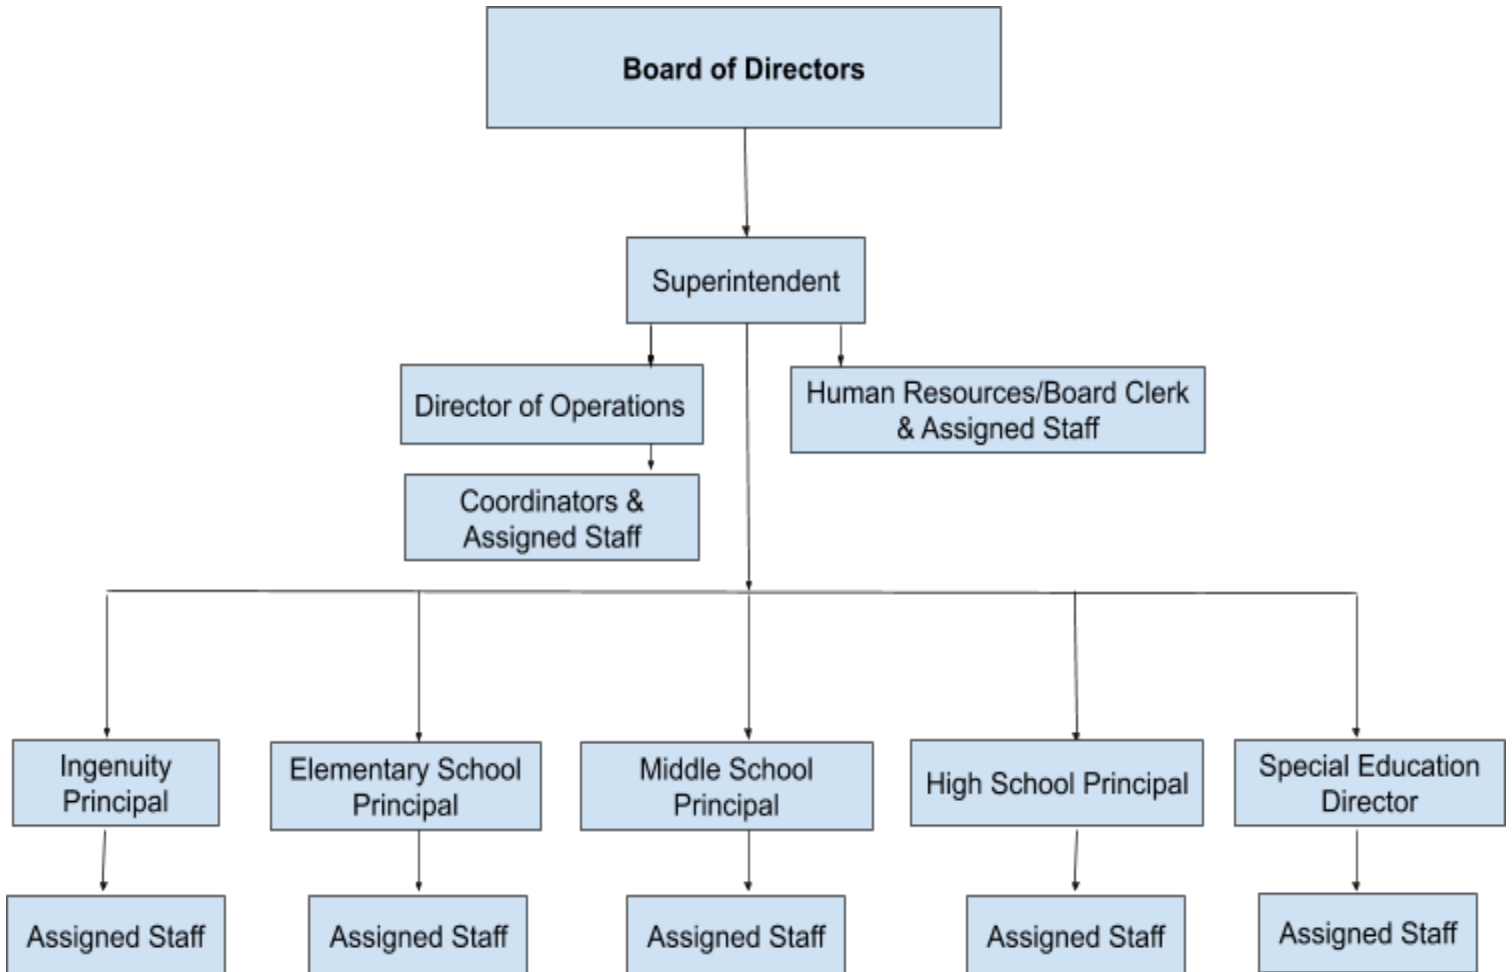 Board of Directors
Superintendent
Director of Operations
Human Resources/Board Clerk
& Assigned Staff
Coordinators &
Assigned Staff
Ingenuity
Principal
Elementary School
Principal
Middle School
Principal
High School Principal
Special Education
Director
Assigned Staff
Assigned Staff
Assigned Staff
Assigned Staff
Assigned Staff